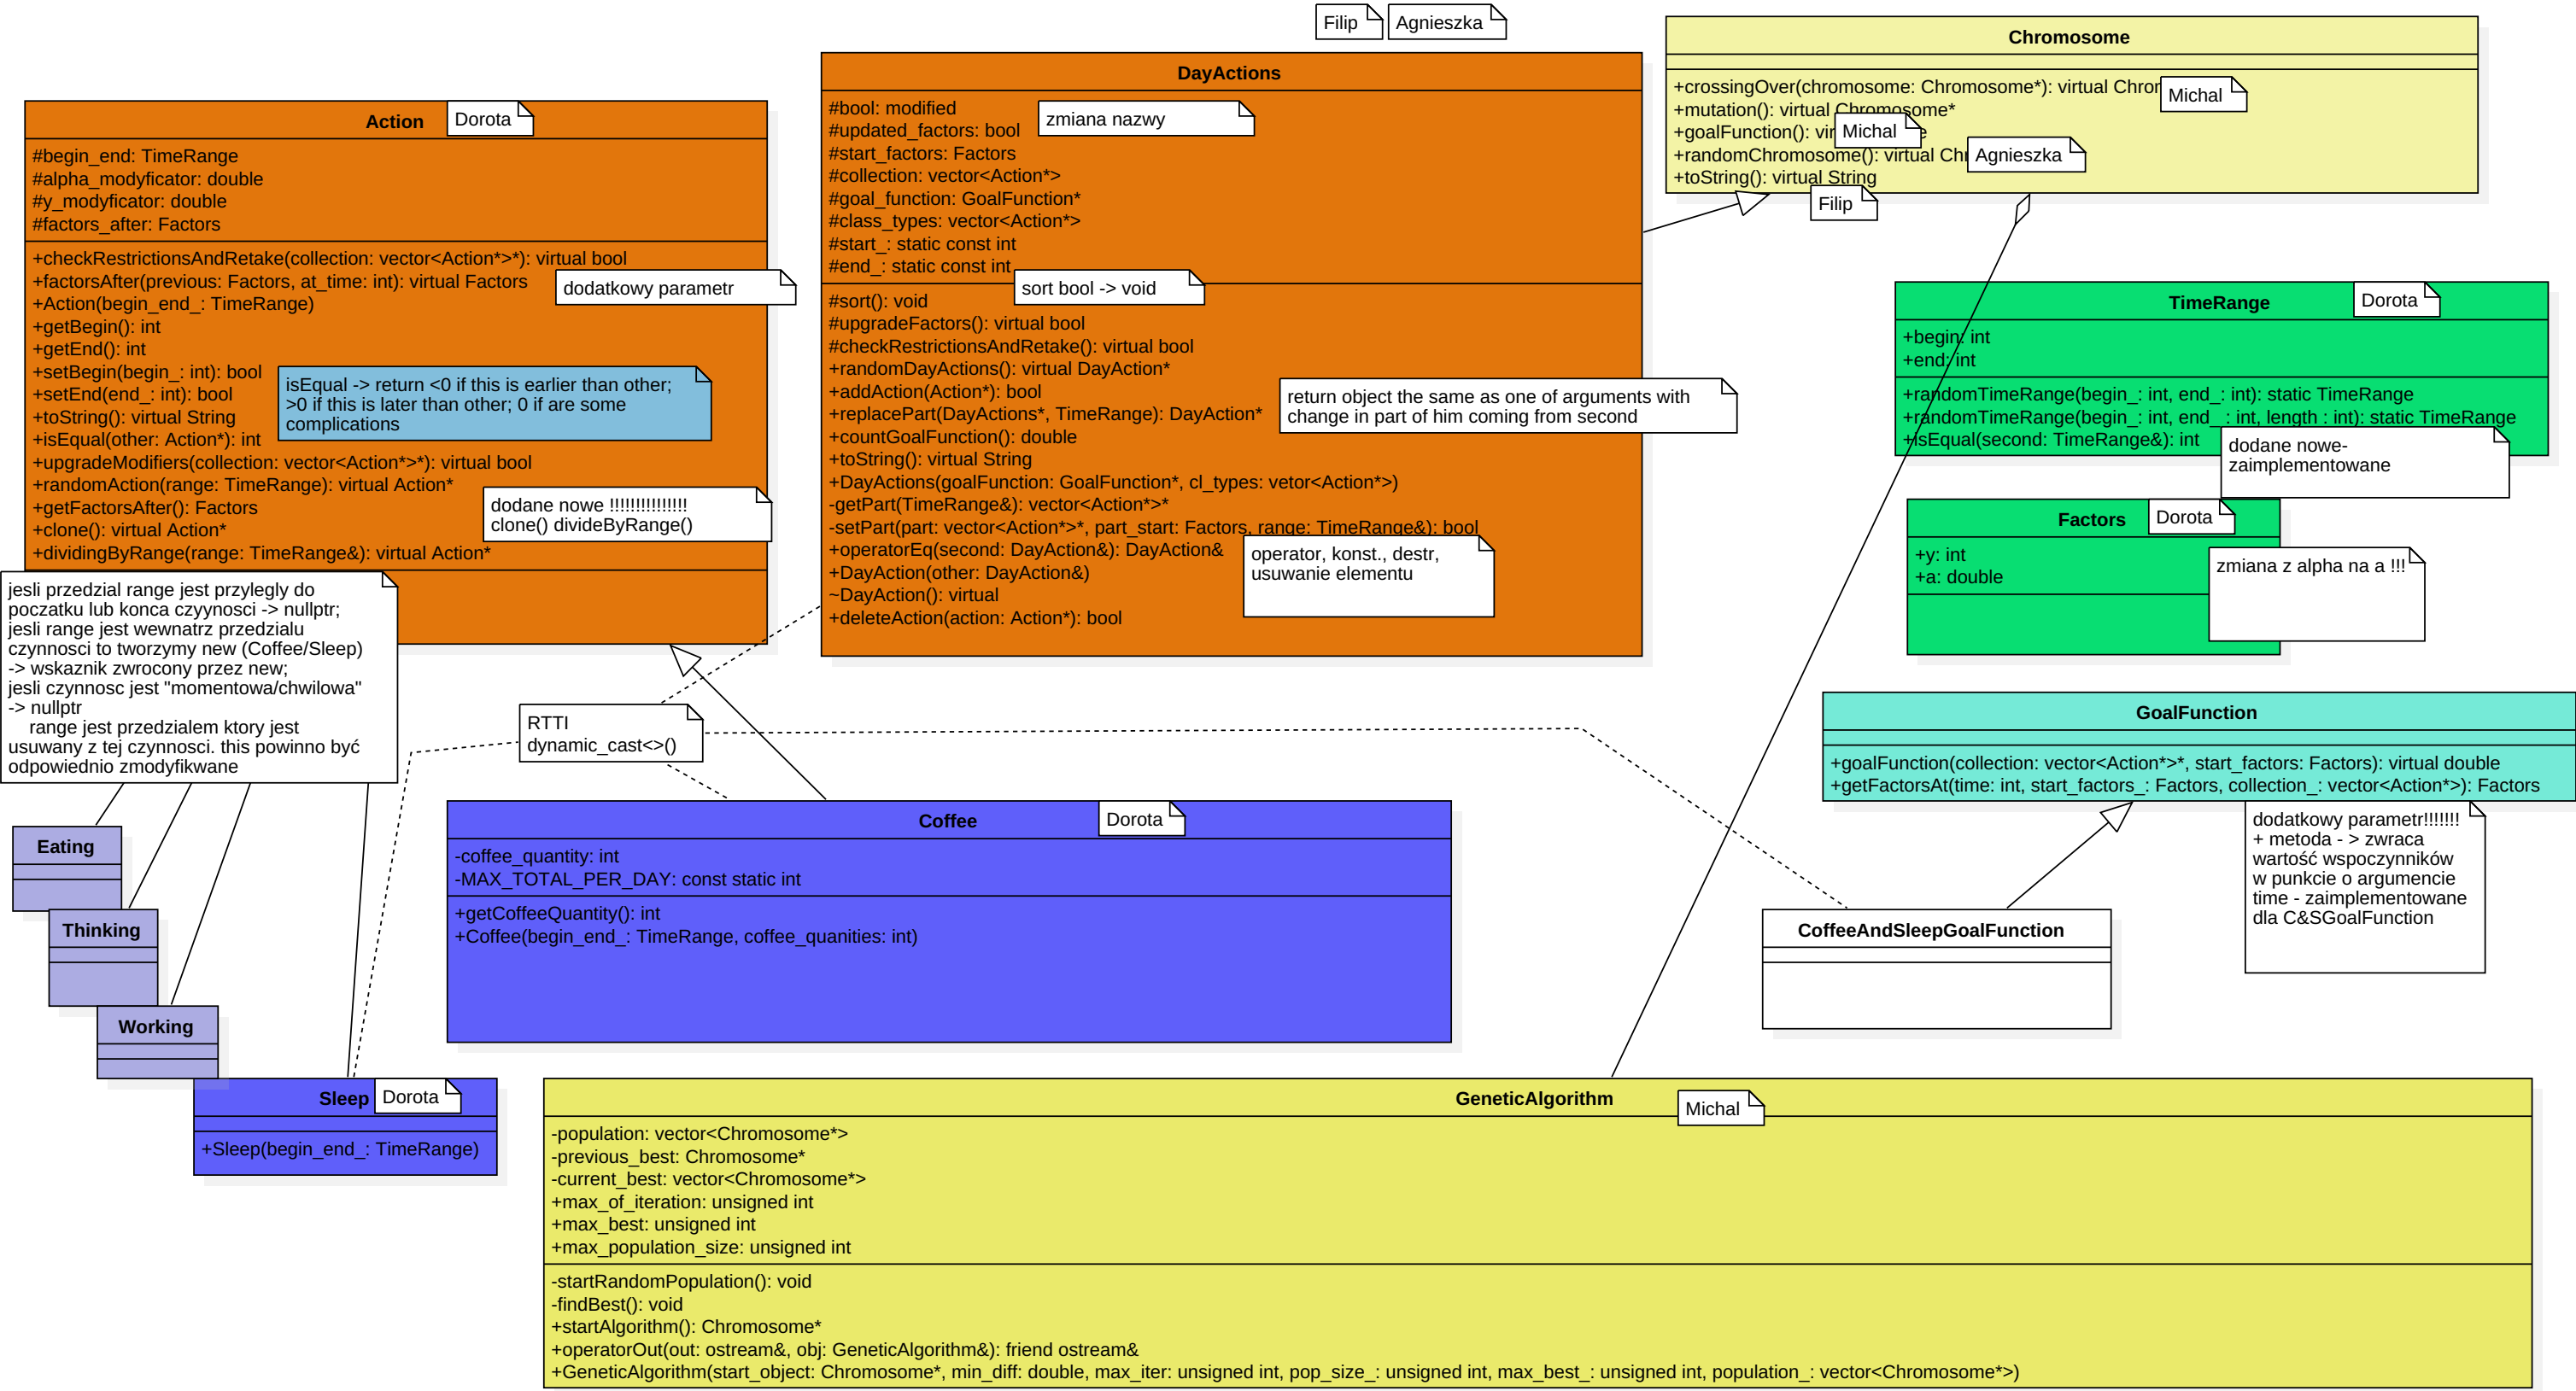 Filip
Agnieszka
Chromosome
+crossingOver(chromosome: Chromosome*): virtual Chror
Michal
+mutation(): virtual Chromosome*
+goalFunction(): vir
Michal
+randomChromosome(): virtual Chr
Agnieszka
+toString(): virtual String
Filip
DayActions
#bool: modified
#updated_factors: bool
zmiana nazwy
#start_factors: Factors
#collection: vector<Action*>
#goal_function: GoalFunction*
#class_types: vector<Action*>
#start_: static const int
#end_: static const int
sort bool -> void
#sort(): void
#upgradeFactors(): virtual bool
#checkRestrictionsAndRetake(): virtual bool
+randomDayActions(): virtual DayAction*
+addAction(Action*): bool
+replacePart(DayActions*, TimeRange): DayAction*
return object the same as one of arguments with
change in part of him coming from second
+countGoalFunction(): double
+toString(): virtual String
+DayActions(goalFunction: GoalFunction*, cl_types: vetor<Action*>)
-getPart(TimeRange&): vector<Action*>*
-setPart(part: vector<Action*>*, part_start: Factors, range: TimeRange&): bool
+operatorEq(second: DayAction&): DayAction&
+DayAction(other: DayAction&)
~DayAction(): virtual
+deleteAction(action: Action*): bool
operator, konst., destr,
usuwanie elementu
Action
Dorota
#begin_end: TimeRange
#alpha_modyficator: double
#y_modyficator: double
#factors_after: Factors
+checkRestrictionsAndRetake(collection: vector<Action*>*): virtual bool
+factorsAfter(previous: Factors, at_time: int): virtual Factors
dodatkowy parametr
+Action(begin_end_: TimeRange)
+getBegin(): int
+getEnd(): int
+setBegin(begin_: int): bool
+setEnd(end_: int): bool
+toString(): virtual String
+isEqual(other: Action*): int
isEqual -> return <0 if this is earlier than other;
>0 if this is later than other; 0 if are some
complications
+upgradeModifiers(collection: vector<Action*>*): virtual bool
+randomAction(range: TimeRange): virtual Action*
+getFactorsAfter(): Factors
+clone(): virtual Action*
+dividingByRange(range: TimeRange&): virtual Action*
dodane nowe !!!!!!!!!!!!!!!
clone() divideByRange()
jesli przedzial range jest przylegly do
poczatku lub konca czyynosci -> nullptr;
jesli range jest wewnatrz przedzialu
czynnosci to tworzymy new (Coffee/Sleep)
-> wskaznik zwrocony przez new;
jesli czynnosc jest "momentowa/chwilowa"
-> nullptr
range jest przedzialem ktory jest
usuwany z tej czynnosci. this powinno być
odpowiednio zmodyfikwane
TimeRange
Dorota
+begin: int
+end: int
+randomTimeRange(begin_: int, end_: int): static TimeRange
+randomTimeRange(begin_: int, end_: int, length : int): static TimeRange
+isEqual(second: TimeRange&): int
dodane nowe-
zaimplementowane
Factors
Dorota
+y: int
+a: double
zmiana z alpha na a !!!
GoalFunction
+goalFunction(collection: vector<Action*>*, start_factors: Factors): virtual double
+getFactorsAt(time: int, start_factors_: Factors, collection_: vector<Action*>): Factors
dodatkowy parametr!!!!!!!
+ metoda - > zwraca
wartość wspoczynników
w punkcie o argumencie
time - zaimplementowane
dla C&SGoalFunction
CoffeeAndSleepGoalFunction
RTTI
dynamic_cast<>()
Coffee
Dorota
-coffee_quantity: int
-MAX_TOTAL_PER_DAY: const static int
+getCoffeeQuantity(): int
+Coffee(begin_end_: TimeRange, coffee_quanities: int)
Eating
Thinking
Working
Sleep
Dorota
+Sleep(begin_end_: TimeRange)
GeneticAlgorithm
Michal
-population: vector<Chromosome*>
-previous_best: Chromosome*
-current_best: vector<Chromosome*>
+max_of_iteration: unsigned int
+max_best: unsigned int
+max_population_size: unsigned int
-startRandomPopulation(): void
-findBest(): void
+startAlgorithm(): Chromosome*
+operatorOut(out: ostream&, obj: GeneticAlgorithm&): friend ostream&
+GeneticAlgorithm(start_object: Chromosome*, min_diff: double, max_iter: unsigned int, pop_size_: unsigned int, max_best_: unsigned int, population_: vector<Chromosome*>)